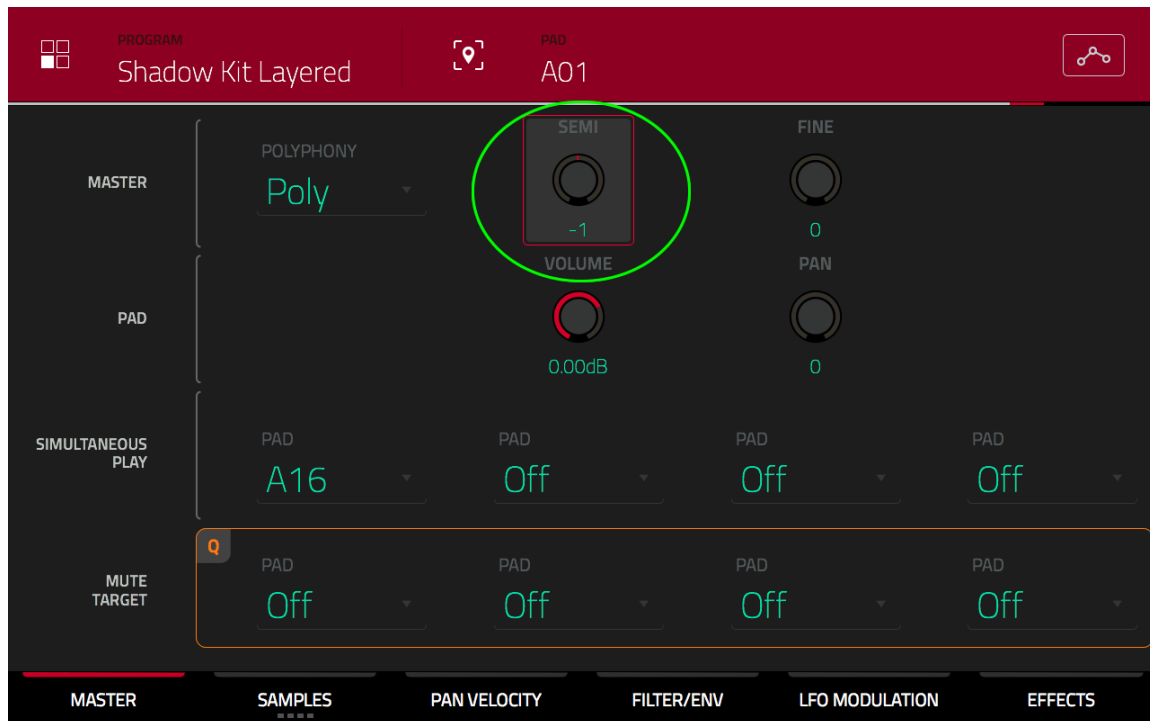 PROGRAM
Shadow Kit Layered
PAD
A01
MASTER
POLYPHONY
Poly
SEMI
-1
FINE
0
PAD
VOLUME
0.00dB
PAN
0
SIMULTANEOUS
PLAY
PAD
A16
PAD
Off
PAD
Off
PAD
Off
MUTE
TARGET
Q
PAD
Off
PAD
Off
PAD
Off
PAD
Off
MASTER
SAMPLES
PAN VELOCITY
FILTER/ENV
LFO MODULATION
EFFECTS